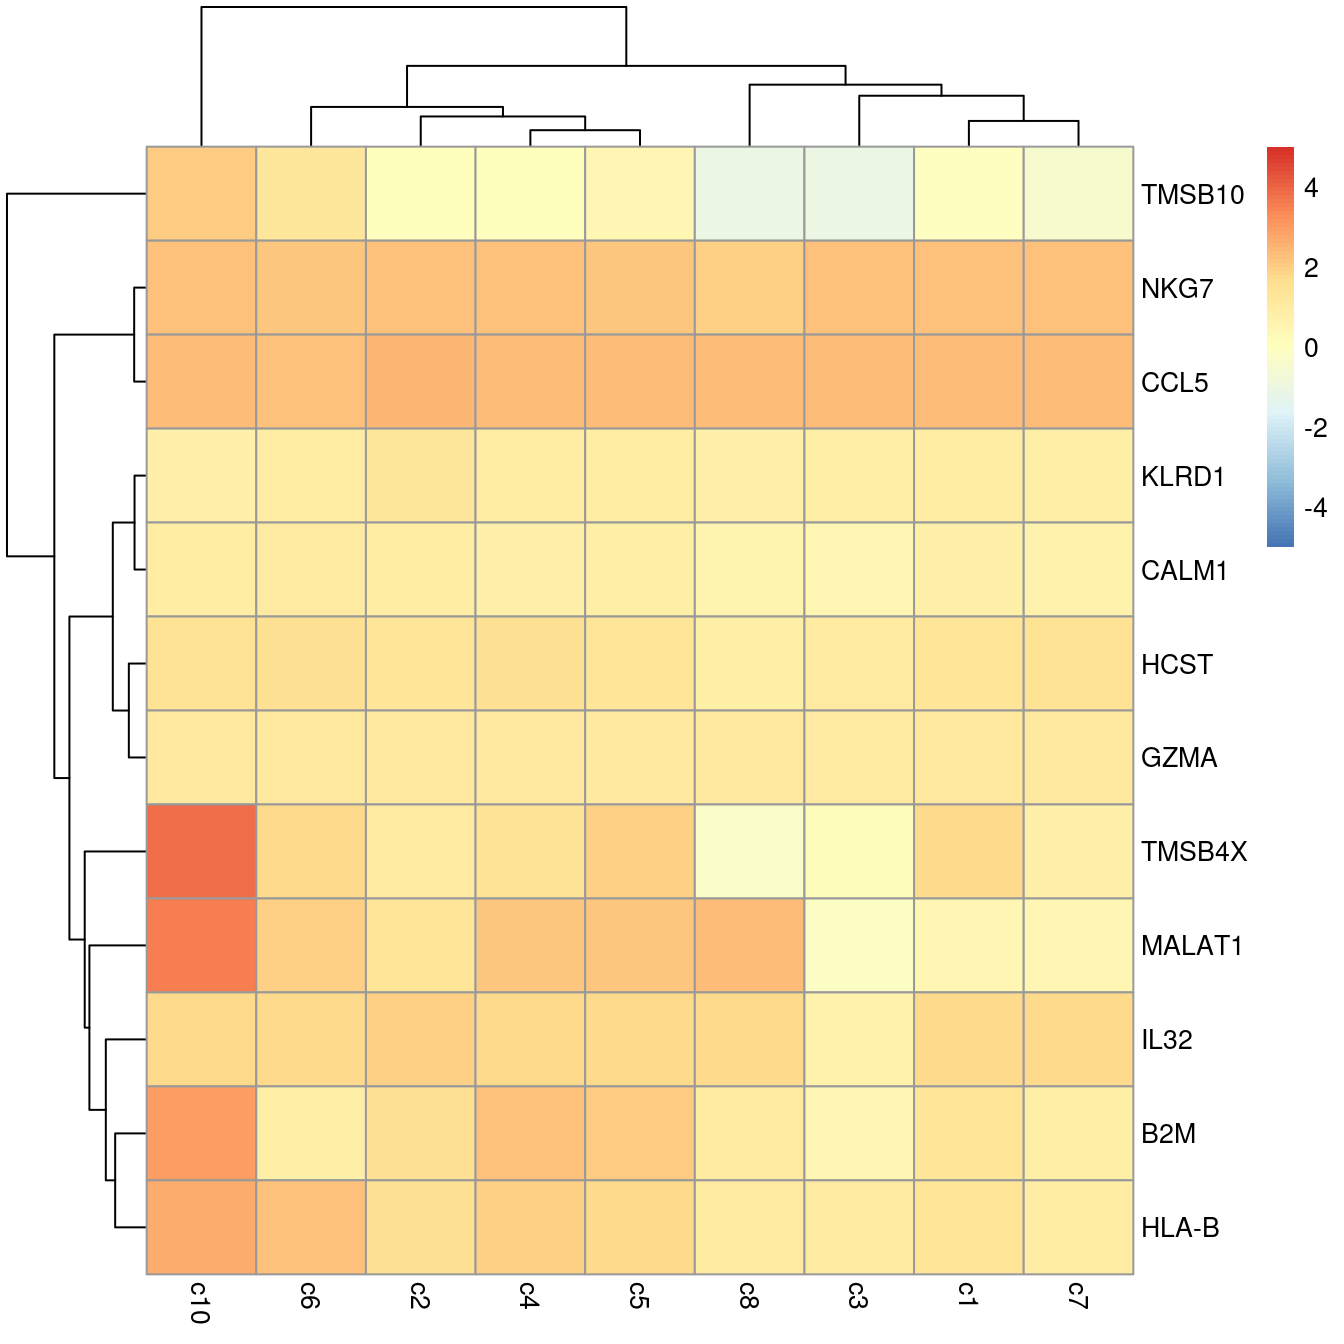 4
2
0
-2
-4
TMSB10
NKG7
CCL5
KLRD1
CALM1
HCST
GZMA
TMSB4X
MALAT1
IL32
B2M
HLA-B
c10 c6 c2 c4 c5 c8 c3 c1 c7